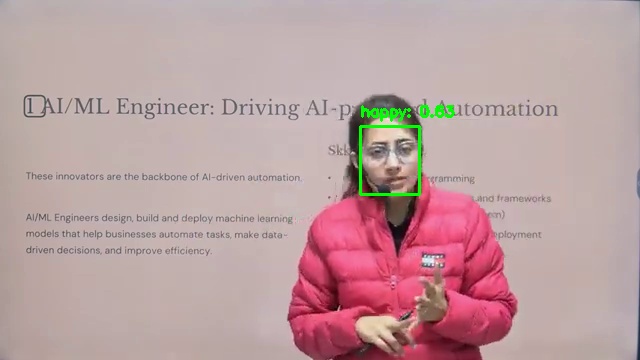 1 AI/ML Engineer: Driving AI-p d Automation
happy: 0.63
Sk
These innovators are the backbone of AI-driven automation.
gramming
and frameworks
AI/ML Engineers design, build and deploy machine learning
models that help businesses automate tasks, make data-
driven decisions, and improve efficiency.
em)
eployment